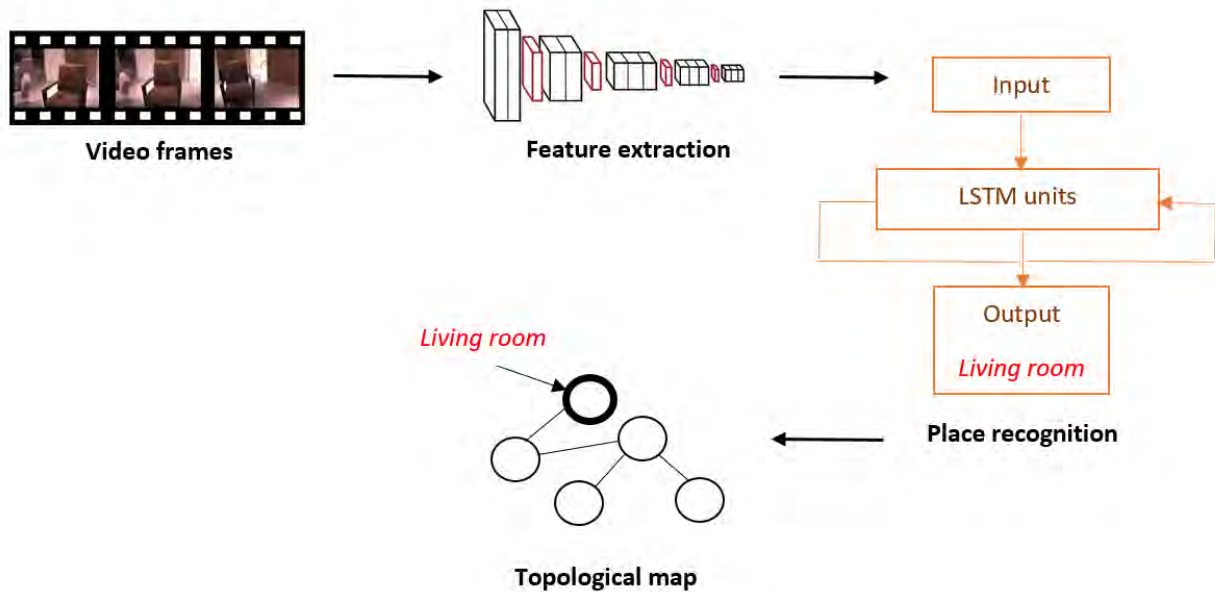 Video frames
Feature extraction
Input
LSTM units
Output
Living room
Place recognition
Living room
Topological map